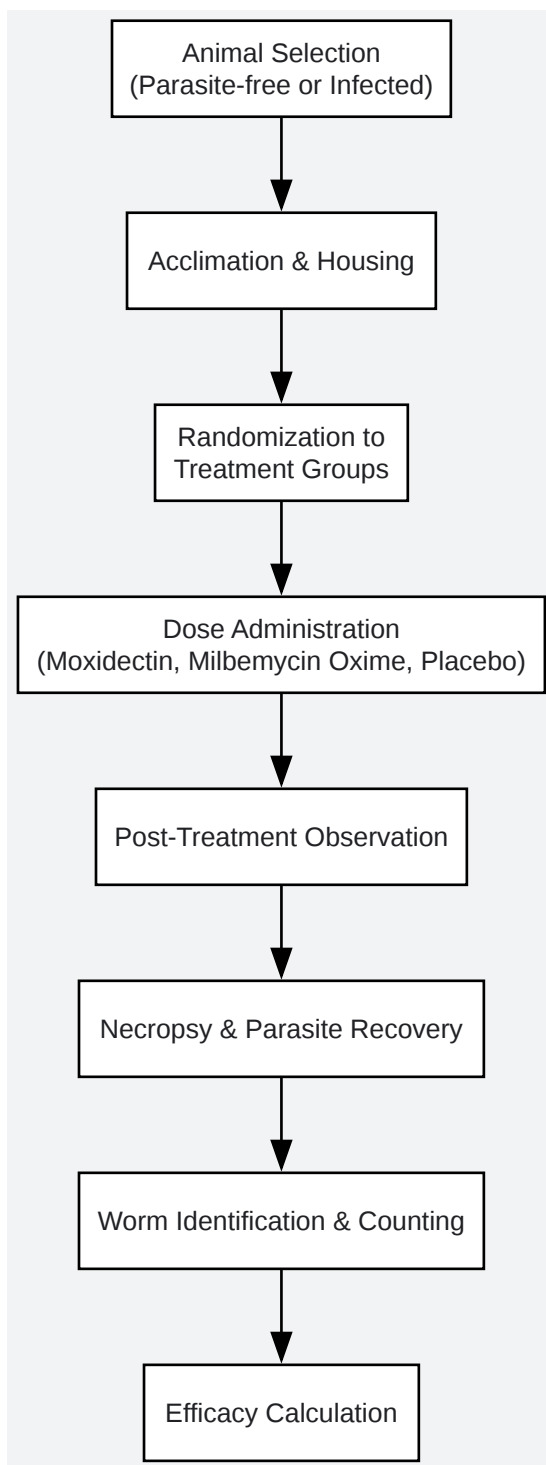 Animal Selection
(Parasite-free or Infected)
Acclimation & Housing
Randomization to
Treatment Groups
Dose Administration
(Moxidectin, Milbemycin Oxime, Placebo)
Post-Treatment Observation
Necropsy & Parasite Recovery
Worm Identification & Counting
Efficacy Calculation